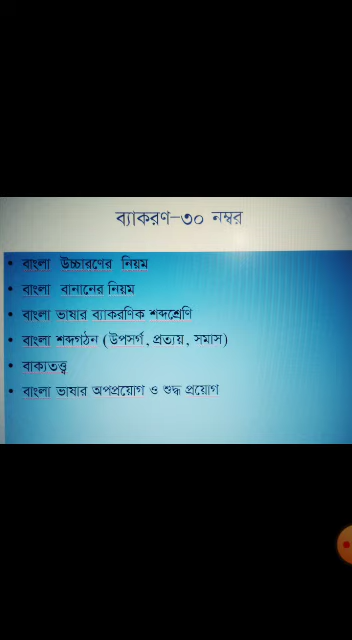 ব্যাকরণ-৩০ নম্বর
• বাংলা উচ্চারণের নিয়ম
• বাংলা বানানের নিয়ম
• বাংলা ভাষার ব্যাকরণিক শব্দশ্রেণি
• বাংলা শব্দগঠন (উপসর্গ, প্রত্যয়, সমাস)
• বাক্যতত্ত্ব
• বাংলা ভাষার অপপ্রয়োগ ও শুদ্ধ প্রয়োগ